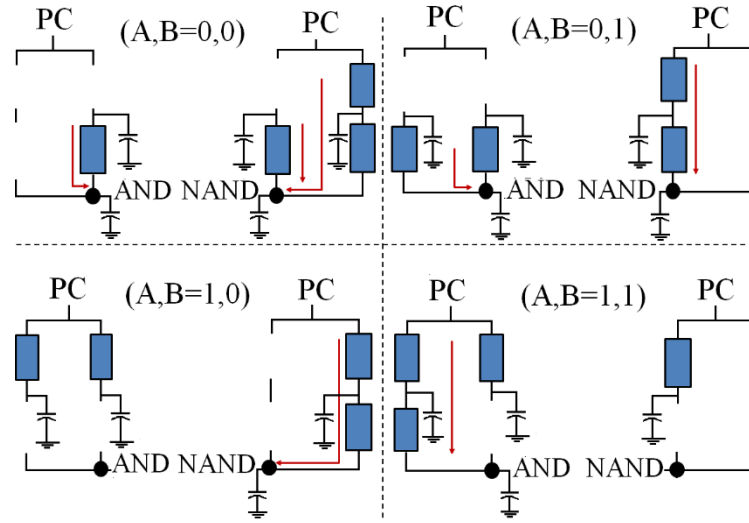 PC (A,B=0,0) PC
AND NAND
PC (A,B=0,1) PC
AND NAND
PC (A,B=1,0) PC
AND NAND
PC (A,B=1,1) PC
AND NAND